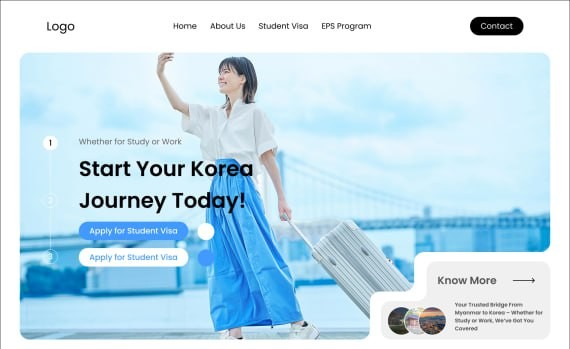 Logo
Home About Us Student Visa EPS Program
Contact
1
Whether for Study or Work
Start Your Korea
Journey Today!
2
Apply for Student Visa
Apply for Student Visa
3
Know More
Your Trusted Bridge From
Myanmar to Korea – Whether for
Study or Work, We've Got You
Covered